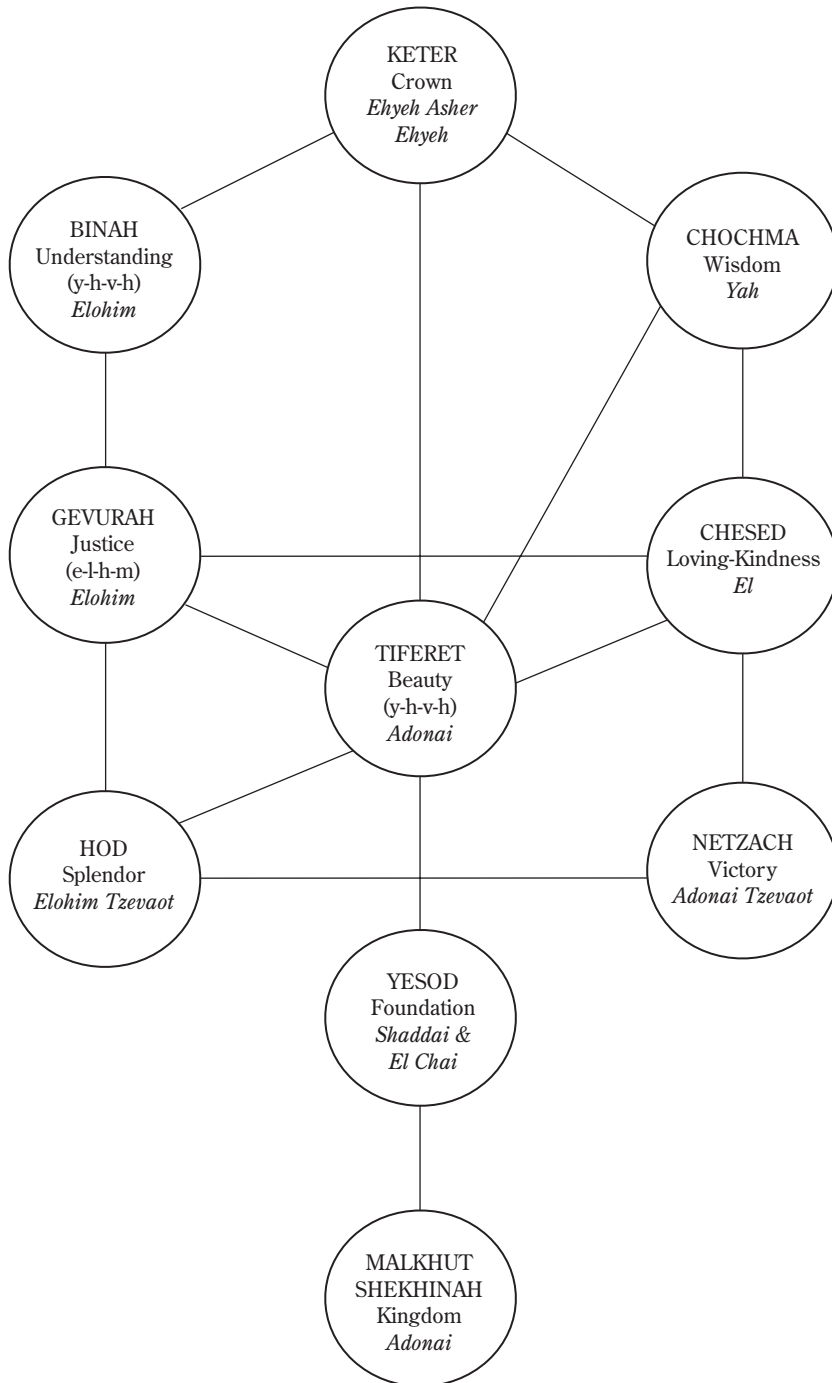 KETER
Crown
Ehyeh Asher
Ehyeh
BINAH
Understanding
(y-h-v-h)
Elohim
CHOCHMA
Wisdom
Yah
GEVURAH
Justice
(e-l-h-m)
Elohim
CHESED
Loving-Kindness
El
TIFERET
Beauty
(y-h-v-h)
Adonai
HOD
Splendor
Elohim Tzevaot
NETZACH
Victory
Adonai Tzevaot
YESOD
Foundation
Shaddai &
El Chai
MALKHUT
SHEKHINAH
Kingdom
Adonai